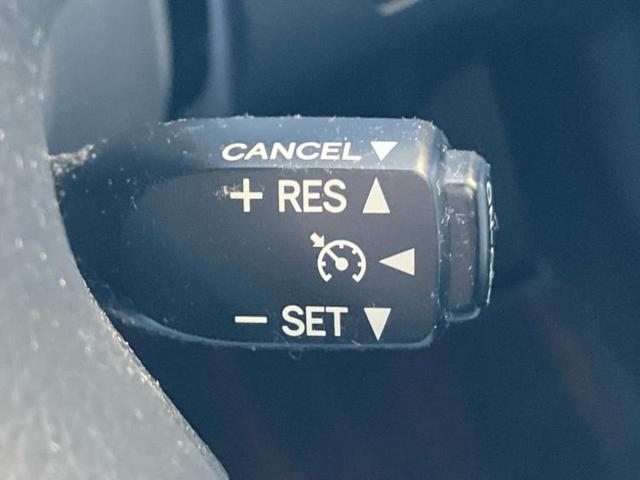 CANCEL ▼
+ RES ▲
◀
− SET ▼